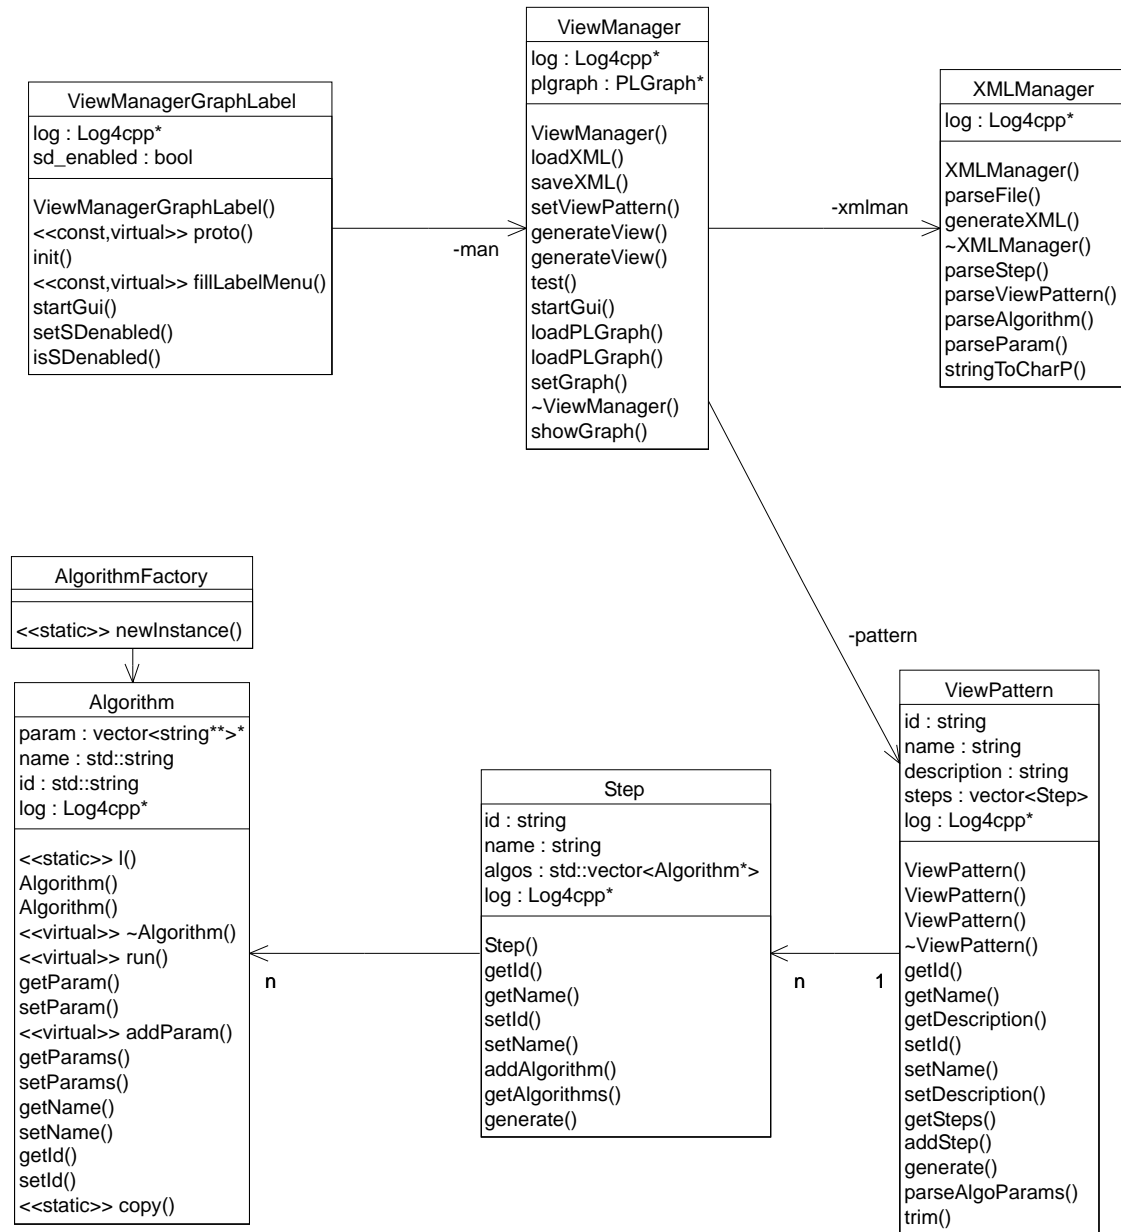 ViewManager
log : Log4cpp*
plgraph : PLGraph*
ViewManager()
loadXML()
saveXML()
setViewPattern()
generateView()
generateView()
test()
startGui()
loadPLGraph()
loadPLGraph()
setGraph()
~ViewManager()
showGraph()
ViewManagerGraphLabel
log : Log4cpp*
sd_enabled : bool
ViewManagerGraphLabel()
<<const,virtual>> proto()
init()
<<const,virtual>> fillLabelMenu()
startGui()
setSDenabled()
isSDenabled()
-man
XMLManager
log : Log4cpp*
XMLManager()
parseFile()
generateXML()
~XMLManager()
parseStep()
parseViewPattern()
parseAlgorithm()
parseParam()
stringToCharP()
-xmlman
-pattern
AlgorithmFactory
<<static>> newInstance()
Algorithm
param : vector<string**>*
name : std::string
id : std::string
log : Log4cpp*
<<static>> l()
Algorithm()
Algorithm()
<<virtual>> ~Algorithm()
<<virtual>> run()
getParam()
setParam()
<<virtual>> addParam()
getParams()
setParams()
getName()
setName()
getId()
setId()
<<static>> copy()
n
Step
id : string
name : string
algos : std::vector<Algorithm*>
log : Log4cpp*
Step()
getId()
getName()
setId()
setName()
addAlgorithm()
getAlgorithms()
generate()
n
1
ViewPattern
id : string
name : string
description : string
steps : vector<Step>
log : Log4cpp*
ViewPattern()
ViewPattern()
ViewPattern()
~ViewPattern()
getId()
getName()
getDescription()
setId()
setName()
setDescription()
getSteps()
addStep()
generate()
parseAlgoParams()
trim()